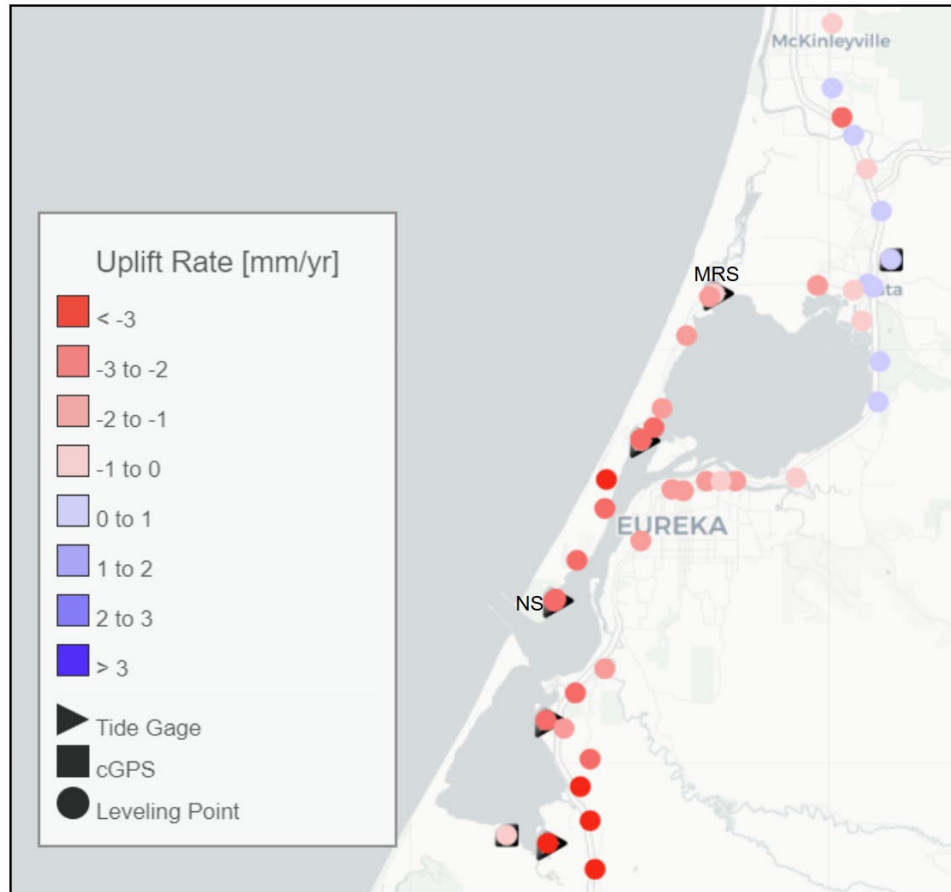 McKinleyville
Uplift Rate [mm/yr]
< -3
-3 to -2
-2 to -1
-1 to 0
0 to 1
1 to 2
2 to 3
> 3
Tide Gage
cGPS
Leveling Point
MRS
ata
EUREKA
NS